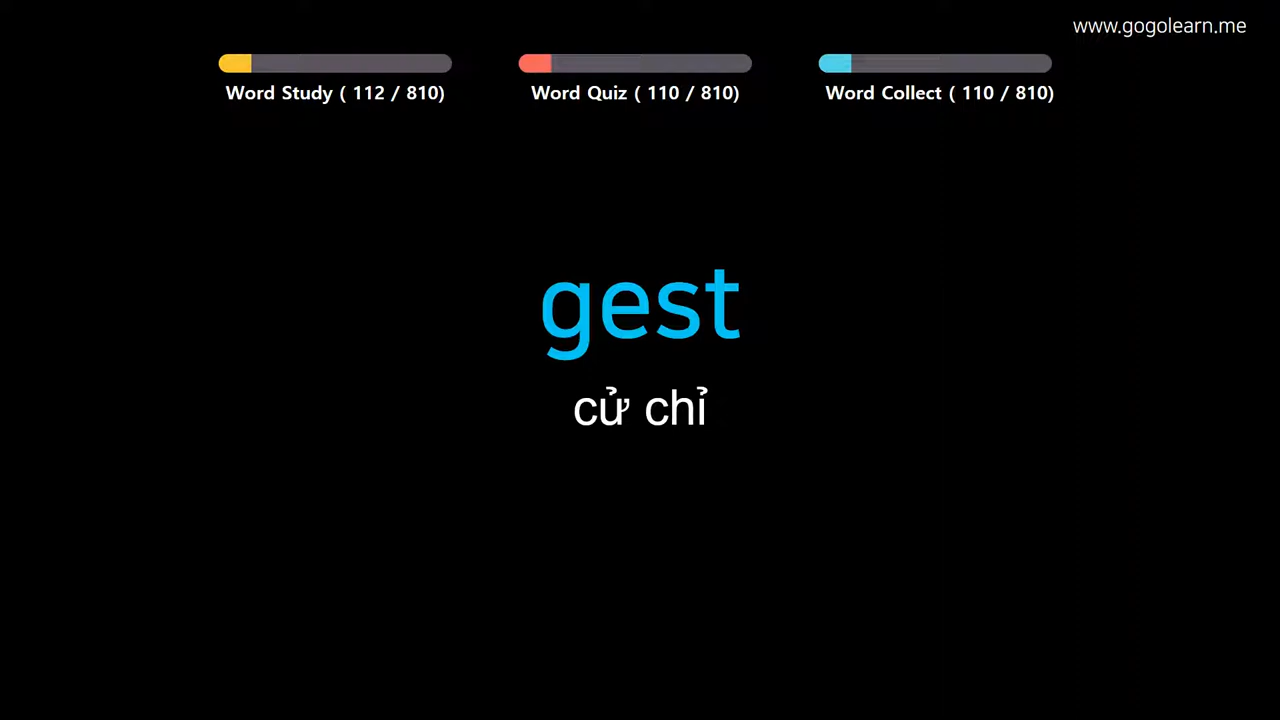 www.gogolearn.me
Word Study ( 112 / 810)
Word Quiz ( 110 / 810)
Word Collect ( 110 / 810)
gest
cử chỉ